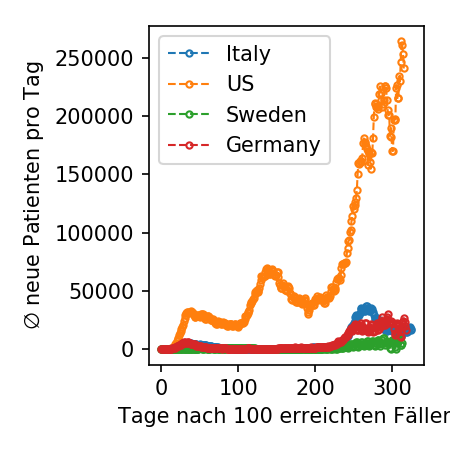 250000
200000
150000
100000
50000
0
∅ neue Patienten pro Tag
Italy
US
Sweden
Germany
0 100 200 300
Tage nach 100 erreichten Fällen